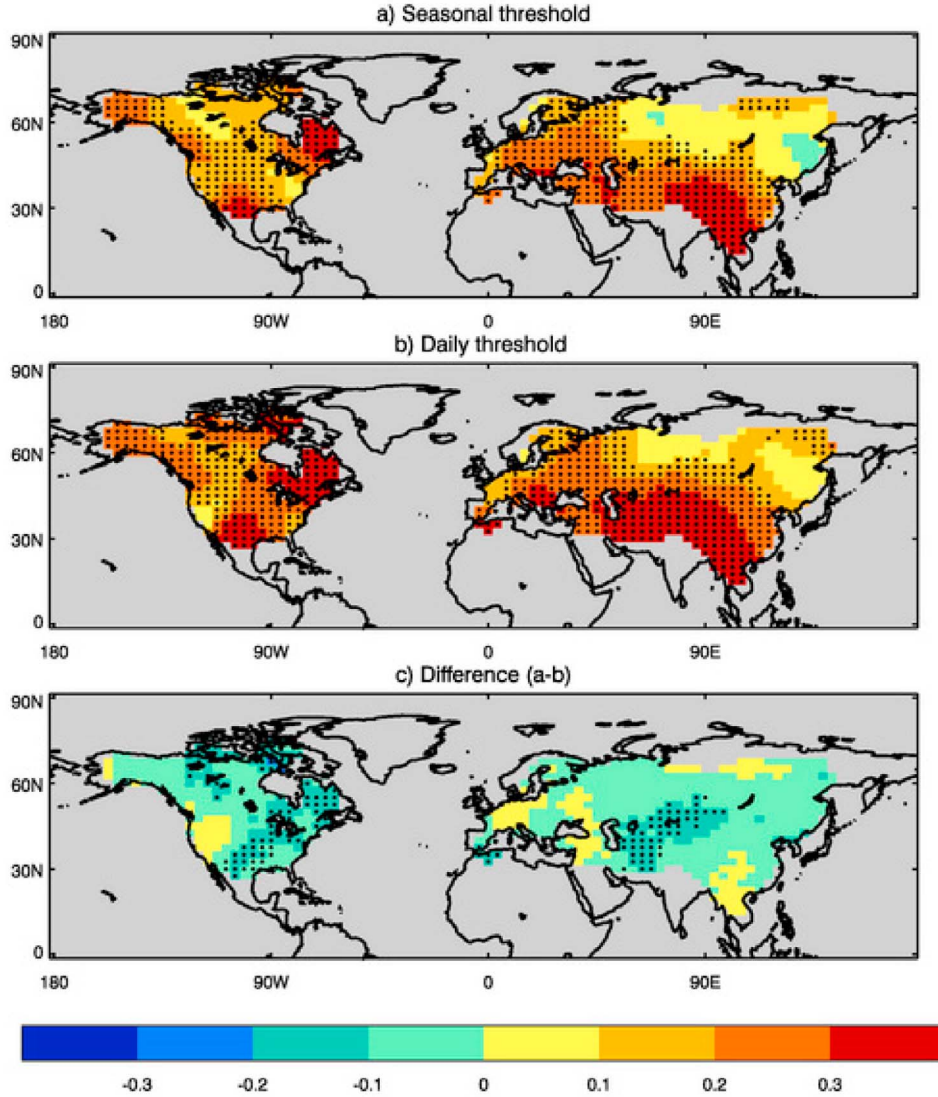 a) Seasonal threshold
90N
60N
30N
0
180 90W 0 90E
b) Daily threshold
90N
60N
30N
0
180 90W 0 90E
c) Difference (a-b)
90N
60N
30N
0
180 90W 0 90E
-0.3 -0.2 -0.1 0 0.1 0.2 0.3